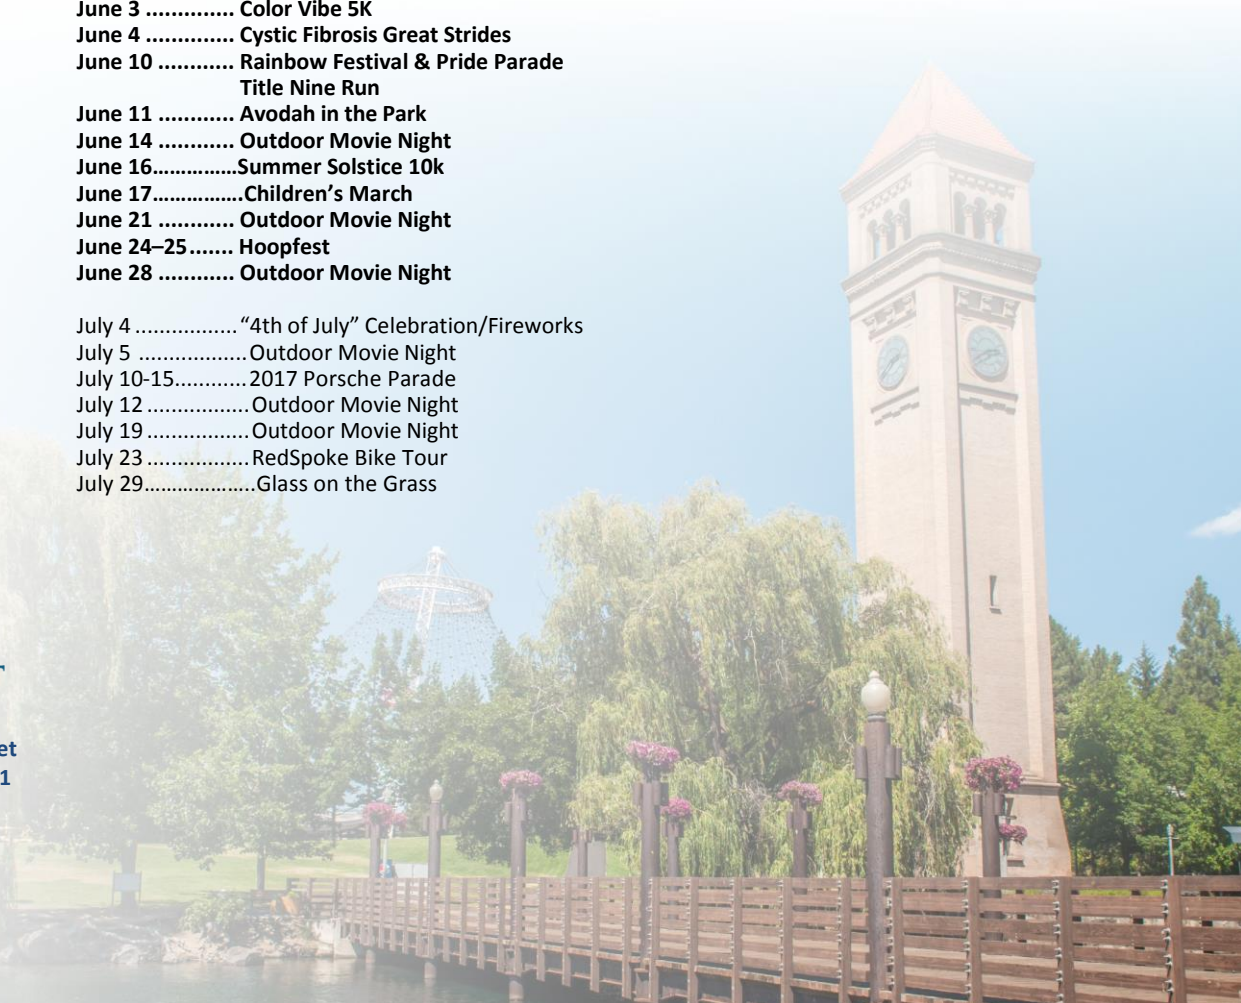 June 3 .............. Color Vibe 5K
June 4 .............. Cystic Fibrosis Great Strides
June 10 ............ Rainbow Festival & Pride Parade
Title Nine Run
June 11 ............ Avodah in the Park
June 14 ............ Outdoor Movie Night
June 16……………Summer Solstice 10k
June 17…………….Children’s March
June 21 ............ Outdoor Movie Night
June 24–25....... Hoopfest
June 28 ............ Outdoor Movie Night
July 4 ................. “4th of July” Celebration/Fireworks
July 5 ..................Outdoor Movie Night
July 10-15............2017 Porsche Parade
July 12 .................Outdoor Movie Night
July 19 .................Outdoor Movie Night
July 23 .................RedSpoke Bike Tour
July 29……………….Glass on the Grass
et
1